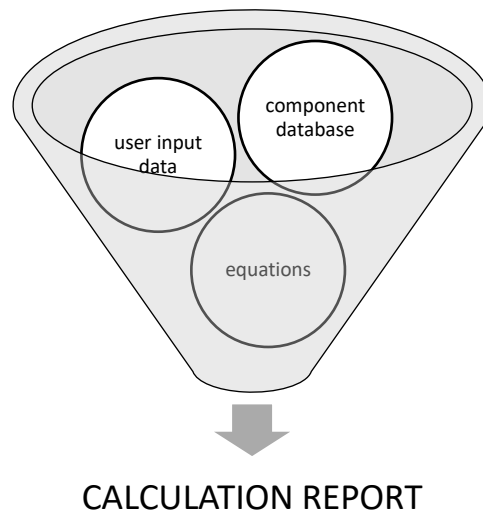 component
database
user input
data
equations
CALCULATION REPORT